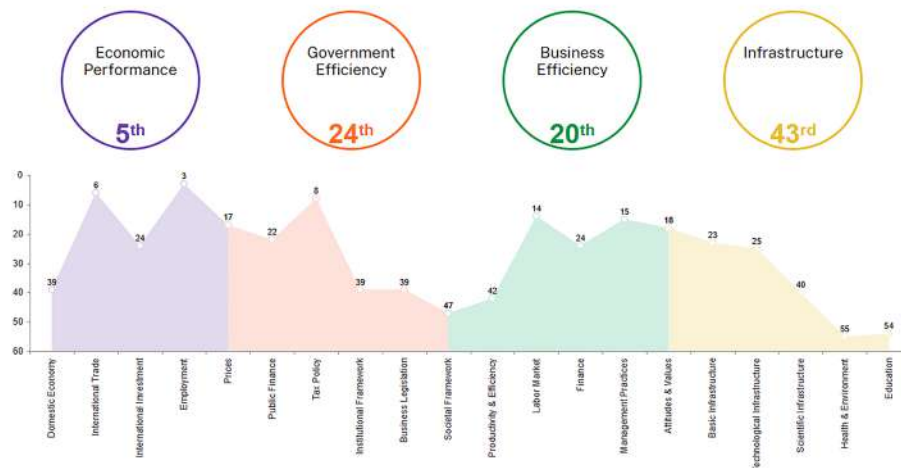 Economic
Performance
5th
Government
Efficiency
24th
Business
Efficiency
20th
Infrastructure
43rd
0
10
20
30
40
50
60
39
6
24
3
17
22
8
39
39
47
42
14
24
15
18
23
25
40
55
54
Domestic Economy
International Trade
International Investment
Employment
Prices
Public Finance
Tax Policy
Institutional Framework
Business Legislation
Societal Framework
Productivity & Efficiency
Labor Market
Finance
Management Practices
Attitudes & Values
Basic Infrastructure
Technological Infrastructure
Scientific Infrastructure
Health & Environment
Education